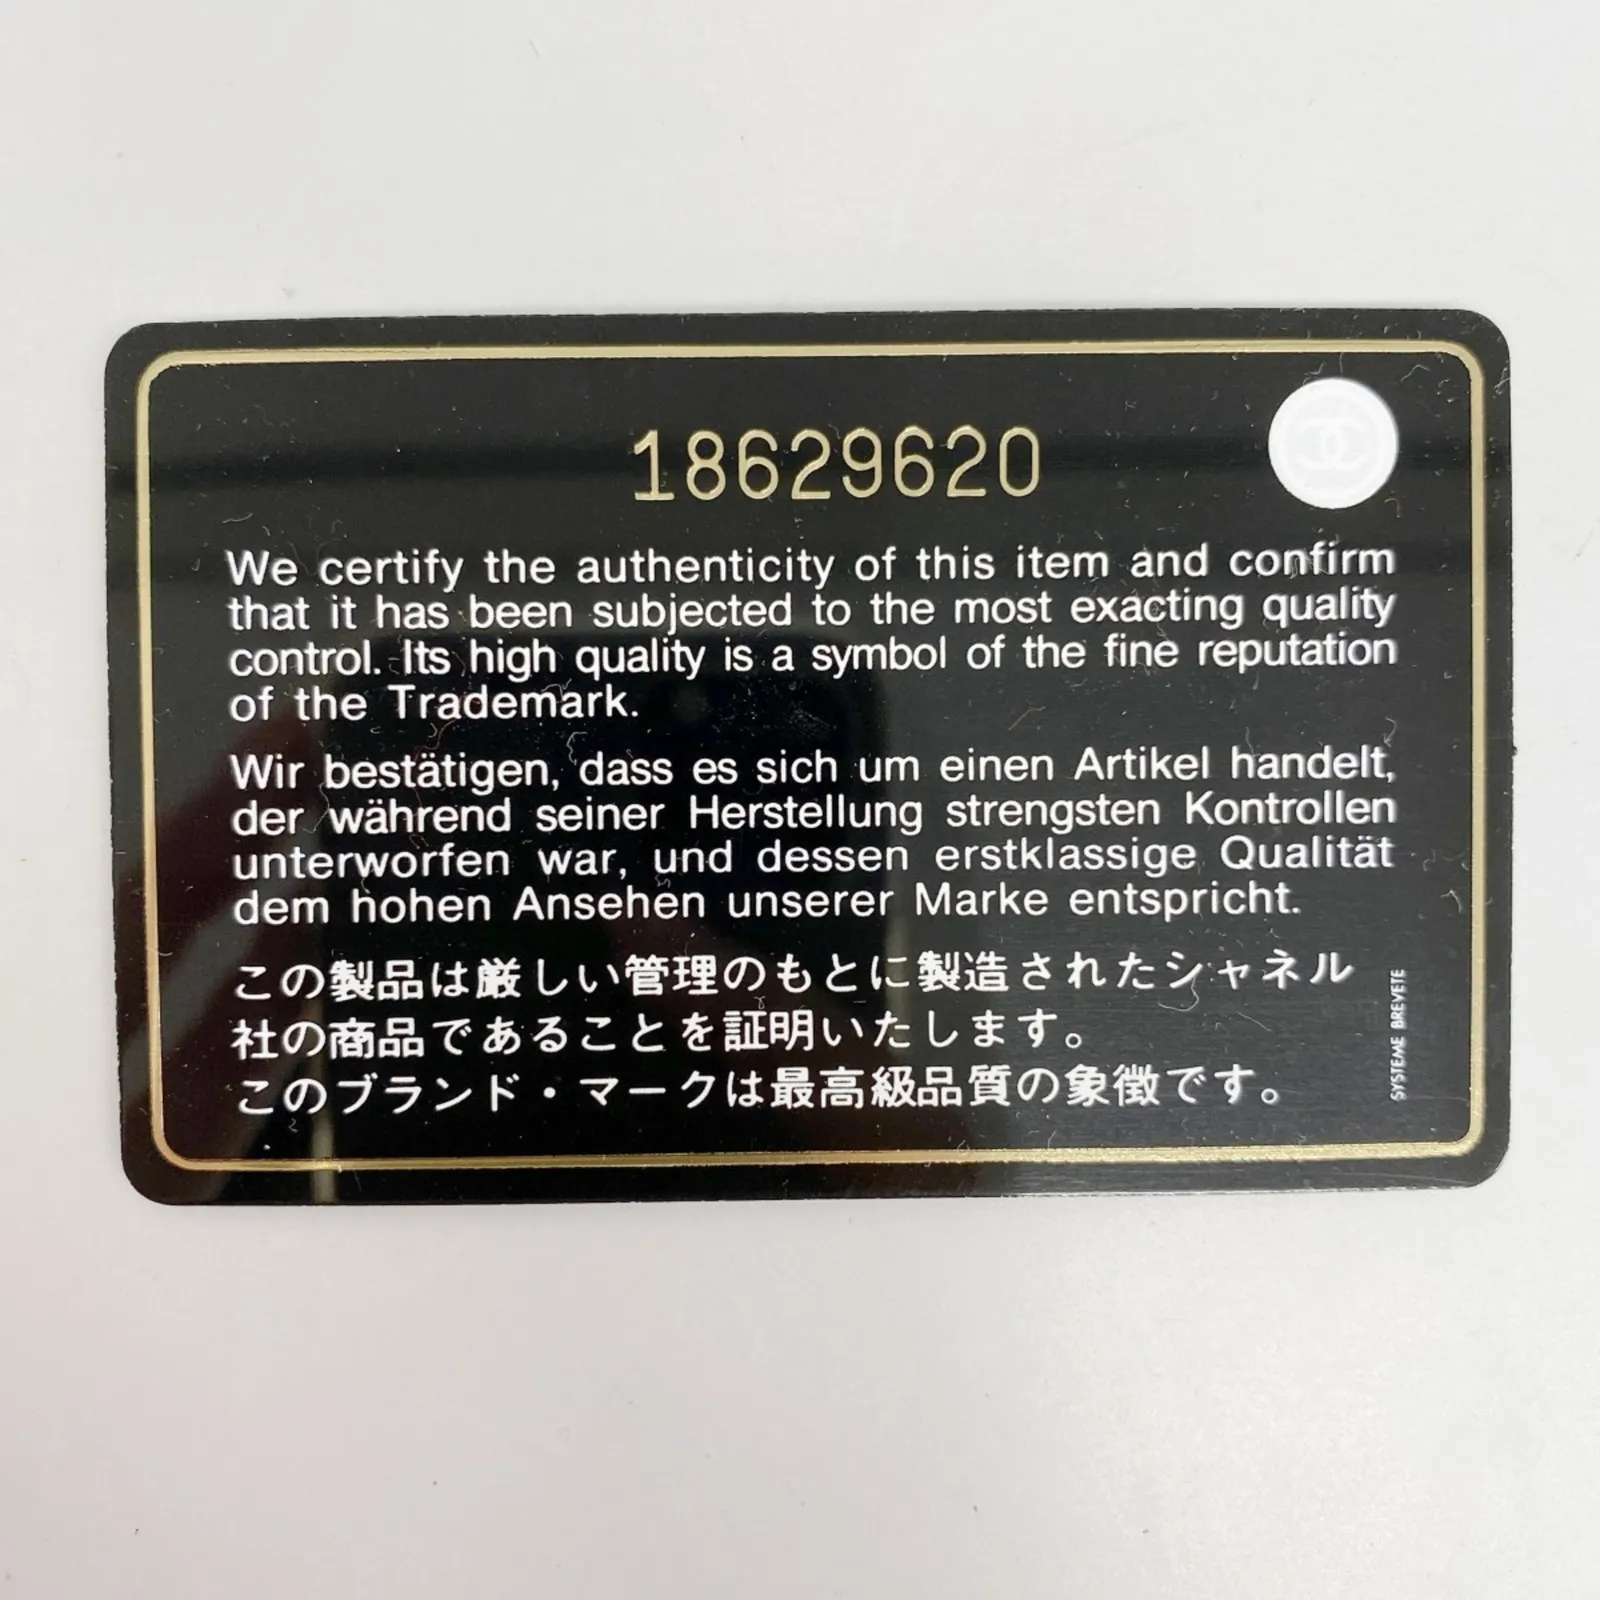 18629620
We certify the authenticity of this item and confirm
that it has been subjected to the most exacting quality
control. Its high quality is a symbol of the fine reputation
of the Trademark.
Wir bestätigen, dass es sich um einen Artikel handelt,
der während seiner Herstellung strengsten Kontrollen
unterworfen war, und dessen erstklassige Qualität
dem hohen Ansehen unserer Marke entspricht.
この製品は厳しい管理のもとに製造されたシャネル
社の商品であることを証明いたします。
このブランド・マークは最高級品質の象徴です。
SYSTEME BREVETE